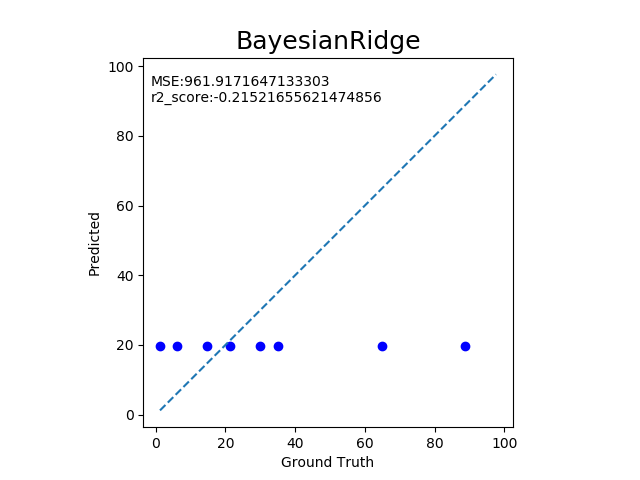 BayesianRidge
MSE:961.9171647133303
r2_score:-0.21521655621474856
100
80
60
40
20
0
Predicted
0 20 40 60 80 100
Ground Truth